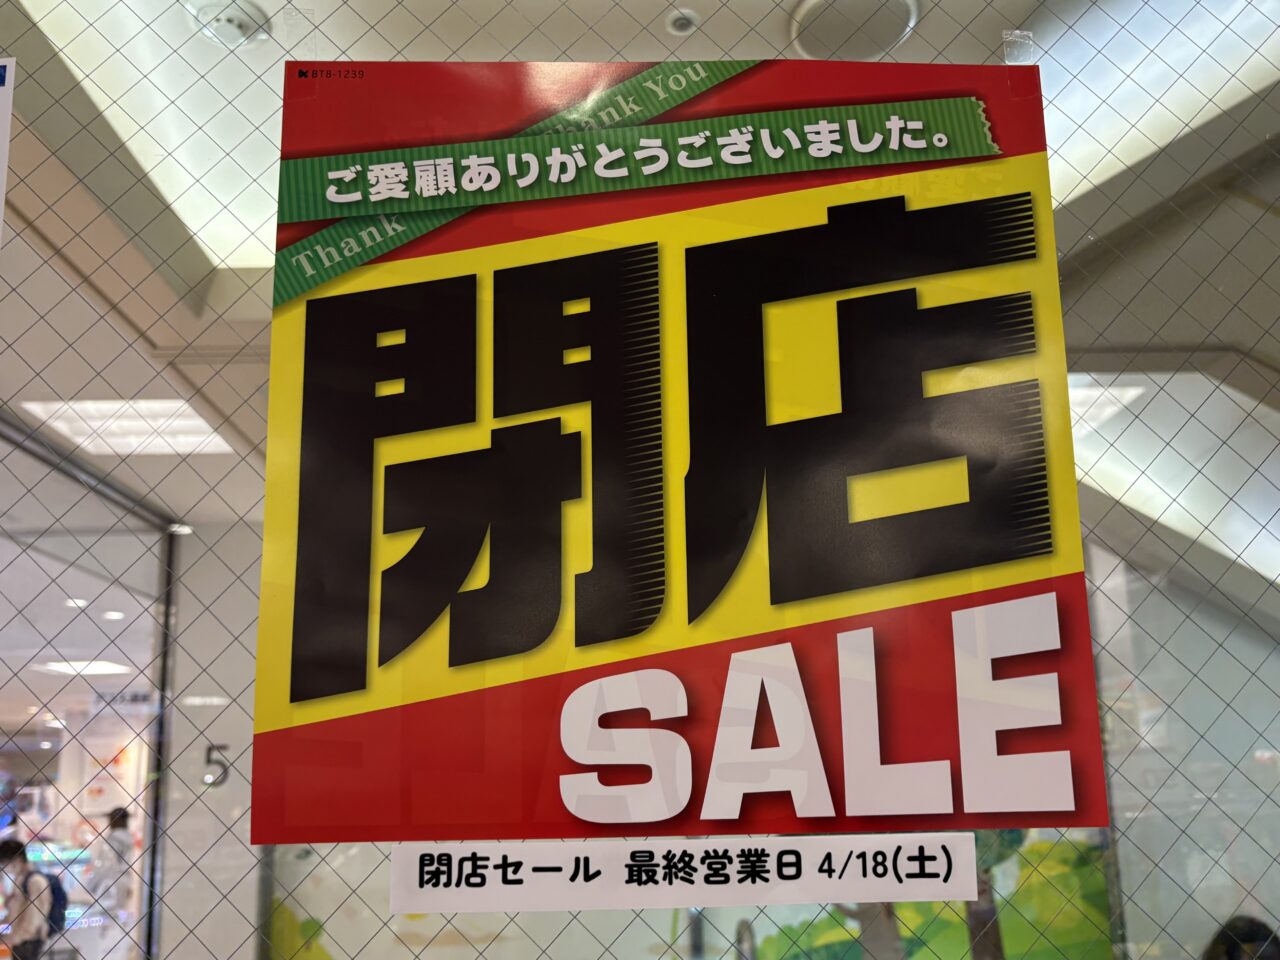 BT8-1239
Thank You
ご愛顧ありがとうございました。
Thank
閉店
SALE
5
閉店セール 最終営業日 4/18(土)